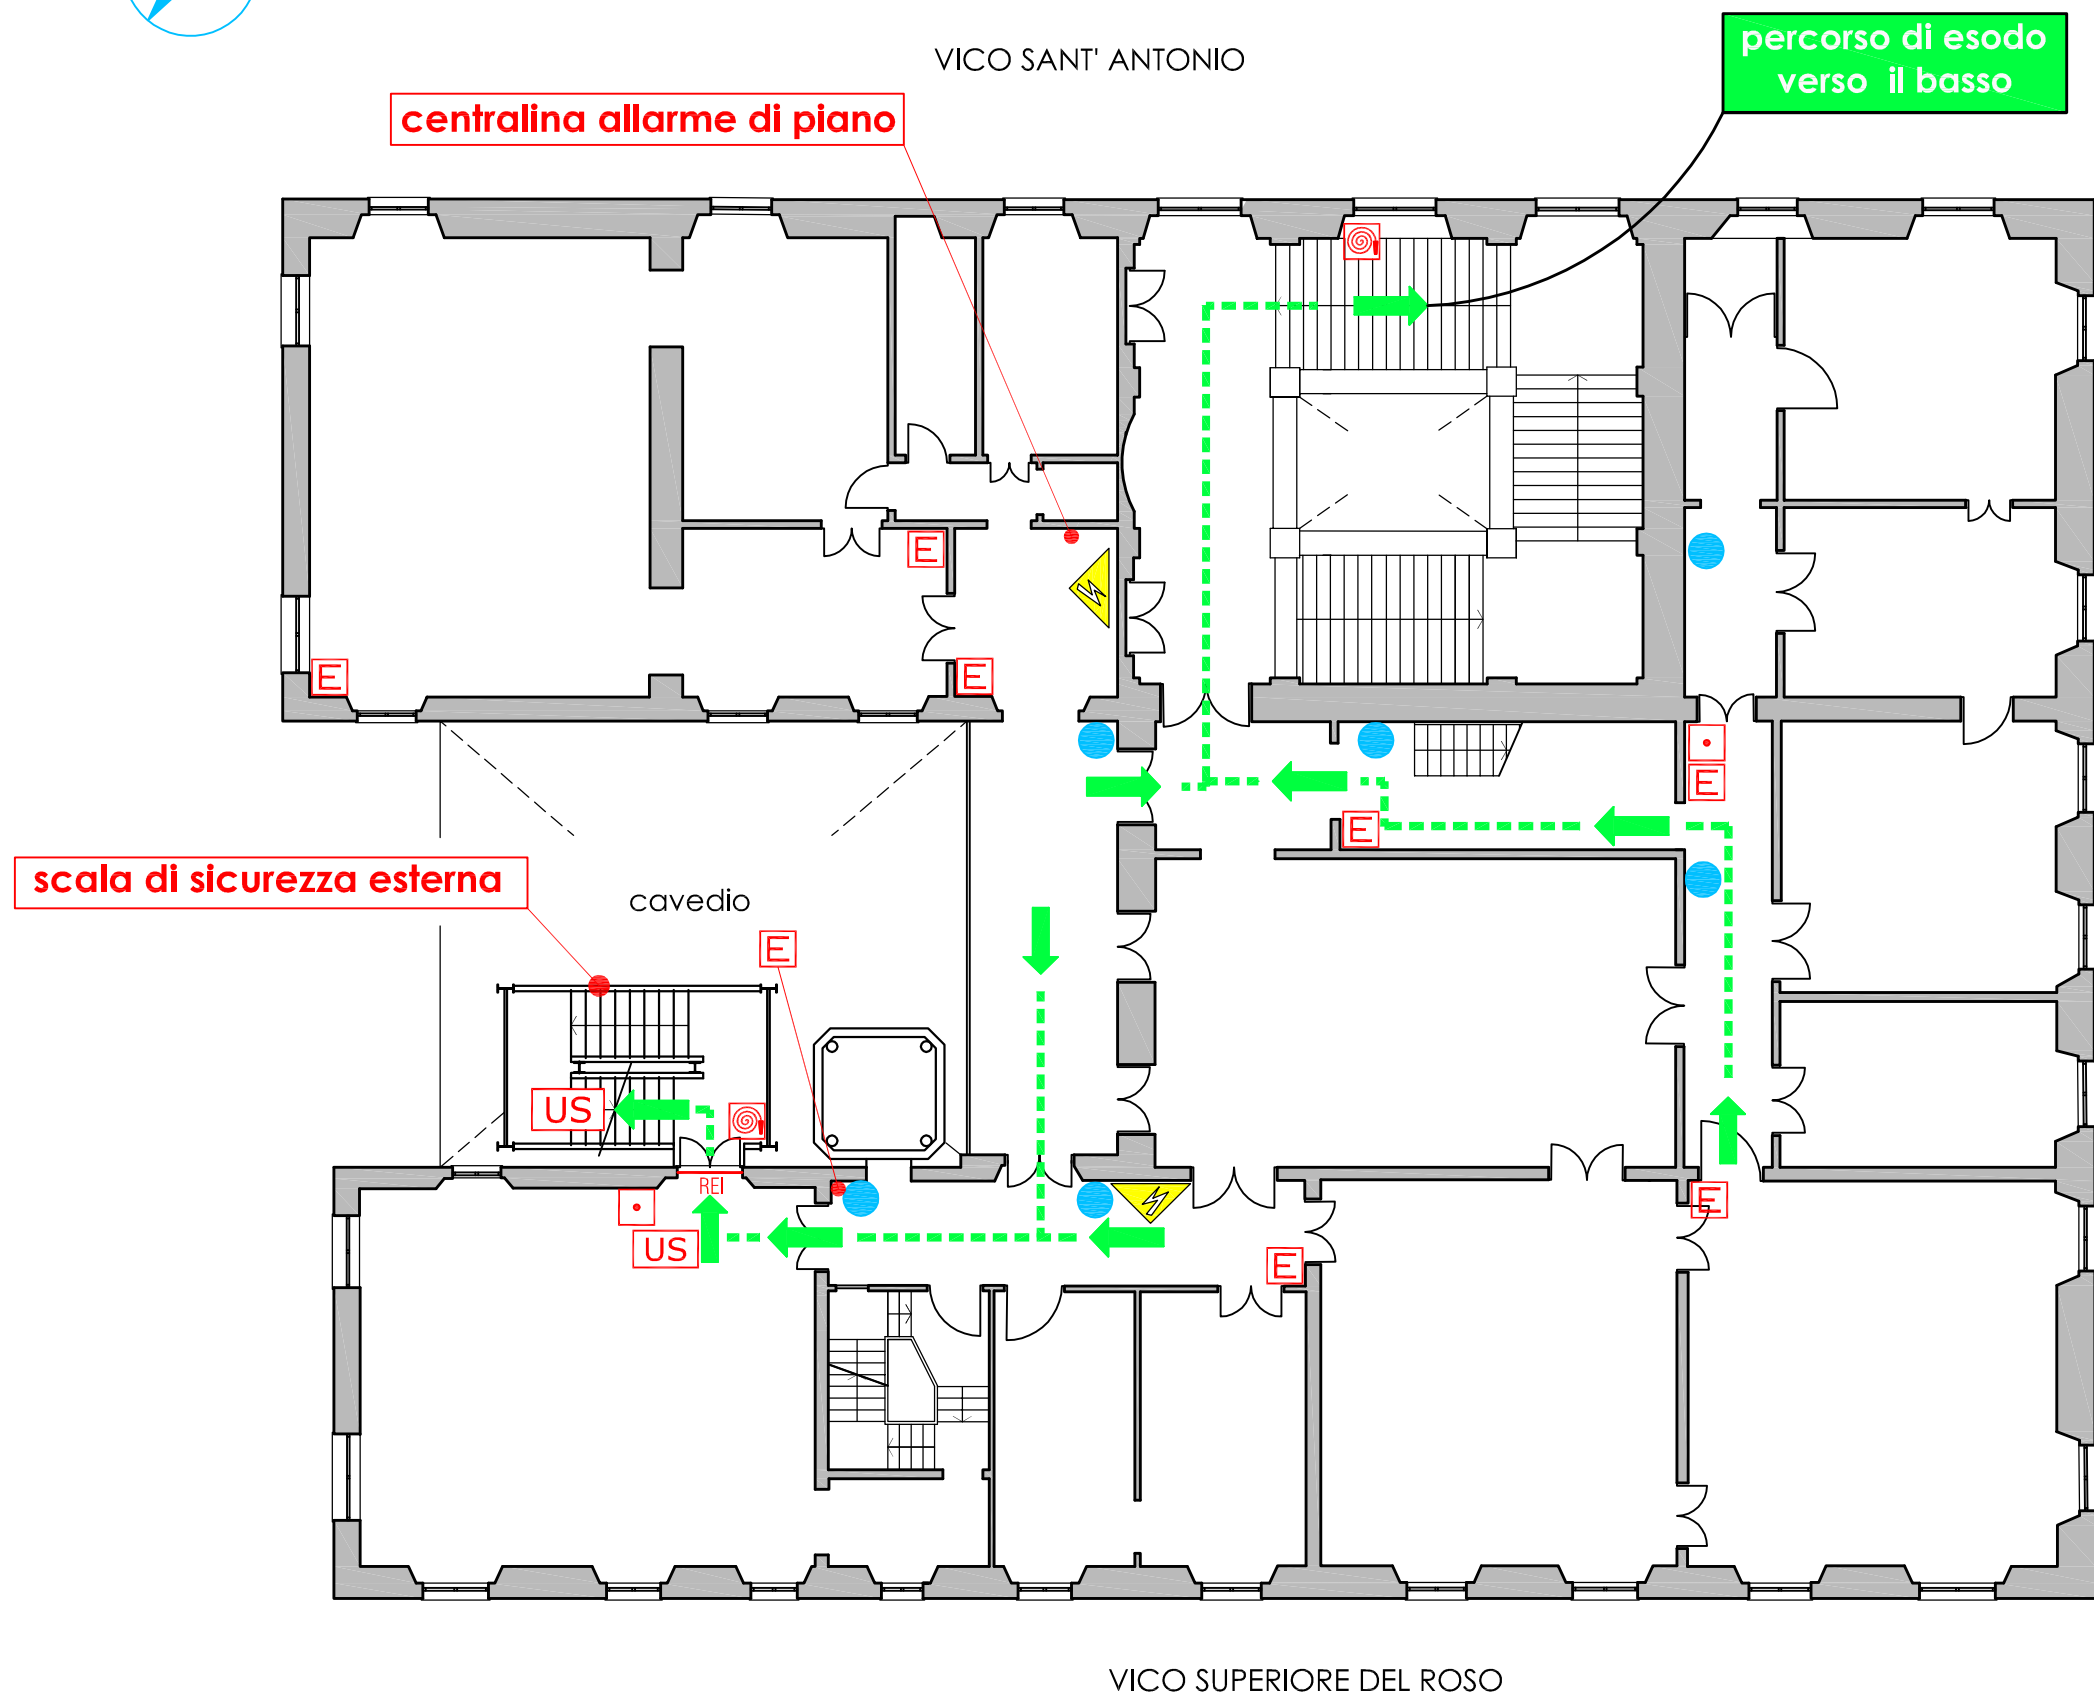 VICO SANT' ANTONIO
percorso di esodo
verso il basso
centralina allarme di piano
E
E
E
E
E
scala di sicurezza esterna
cavedio
E
US
REI
US
E
E
VICO SUPERIORE DEL ROSO